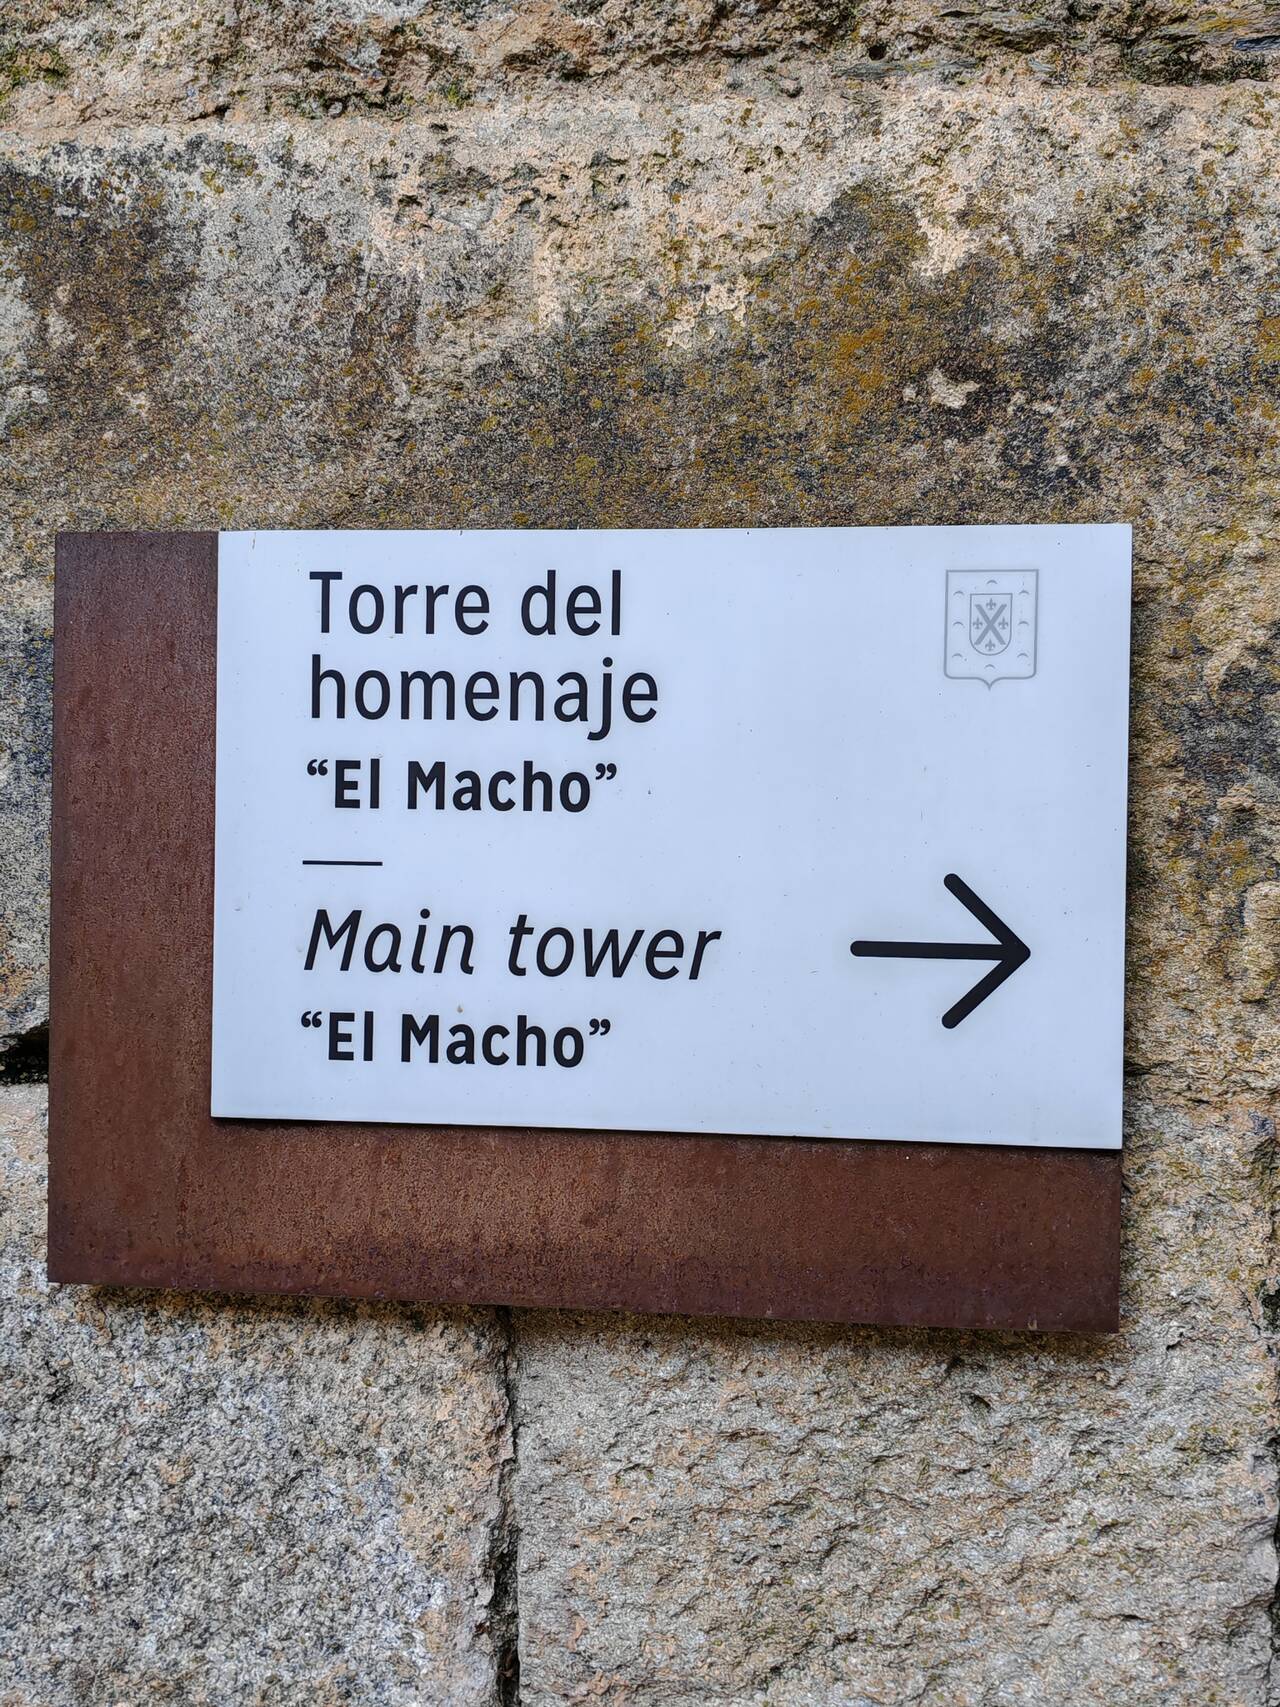 Torre del
homenaje
“El Macho”
Main tower
“El Macho”